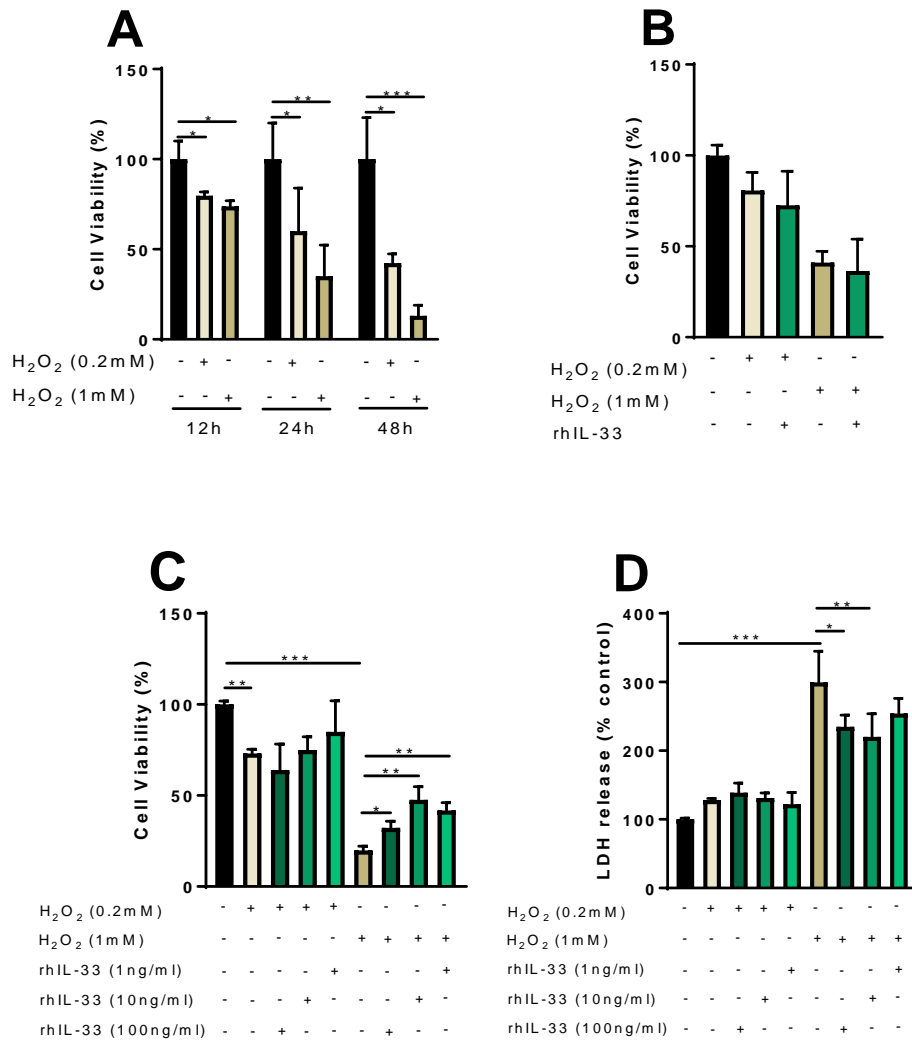 A
150
100
50
0
Cell Viability (%)
*
*
*
**
*
***
H₂O₂ (0.2mM) - + - - + - - + -
H₂O₂ (1mM) - - + - - + - - +
12h 24h 48h
B
150
100
50
0
Cell Viability (%)
H₂O₂ (0.2mM) - + + - -
H₂O₂ (1mM) - - - + +
rhIL-33 - - + - +
C
150
100
50
0
Cell Viability (%)
***
**
**
**
*
H₂O₂ (0.2mM) - + + + + - - - -
H₂O₂ (1mM) - - - - - + + + +
rhIL-33 (1ng/ml) - - - - + - - - +
rhIL-33 (10ng/ml) - - - + - - - + -
rhIL-33 (100ng/ml) - - + - - - + - -
D
400
300
200
100
0
LDH release (% control)
**
*
***
H₂O₂ (0.2mM) - + + + + - - - -
H₂O₂ (1mM) - - - - - + + + +
rhIL-33 (1ng/ml) - - - - + - - - +
rhIL-33 (10ng/ml) - - - + - - - + -
rhIL-33 (100ng/ml) - - + - - - + - -